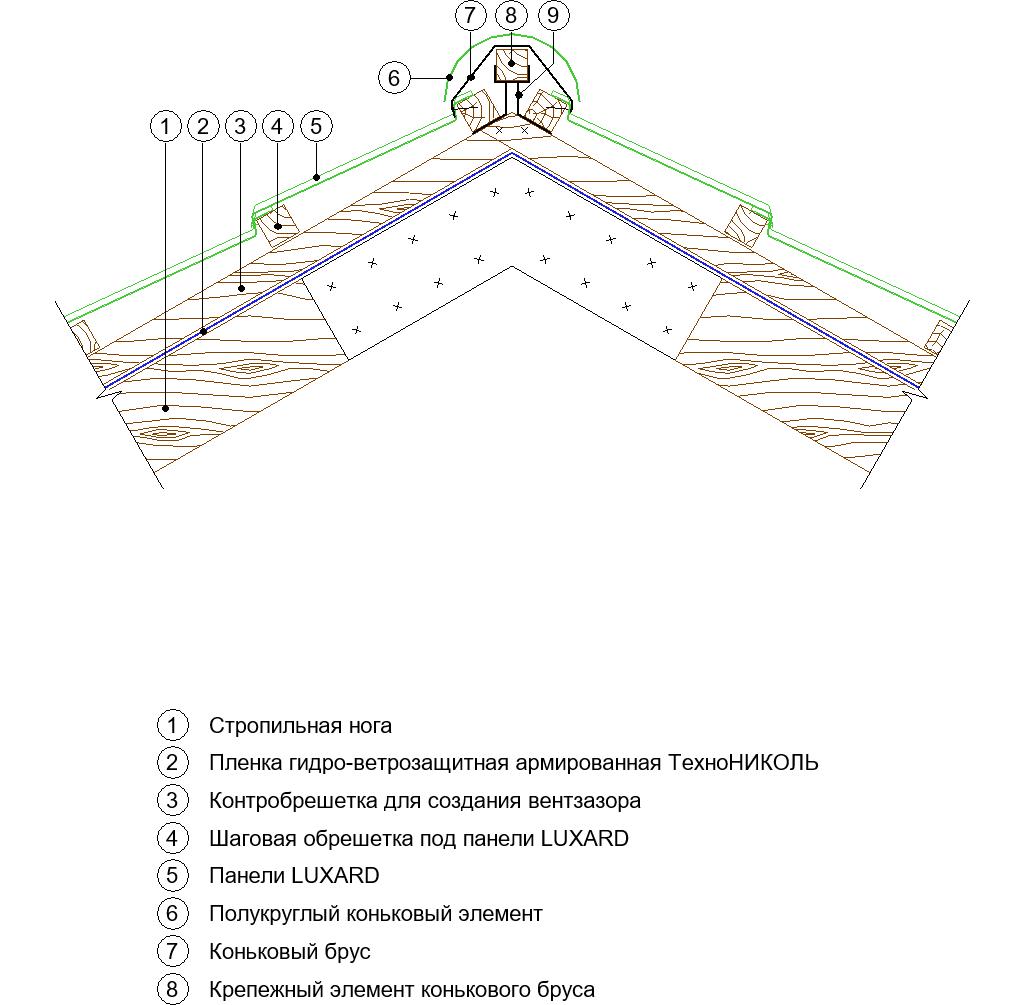 7 8 9
6
1 2 3 4 5
1 Стропильная нога
2 Пленка гидро-ветрозащитная армированная ТехноНИКОЛЬ
3 Контробрешетка для создания вентзазора
4 Шаговая обрешетка под панели LUXARD
5 Панели LUXARD
6 Полукруглый коньковый элемент
7 Коньковый брус
8 Крепежный элемент конькового бруса